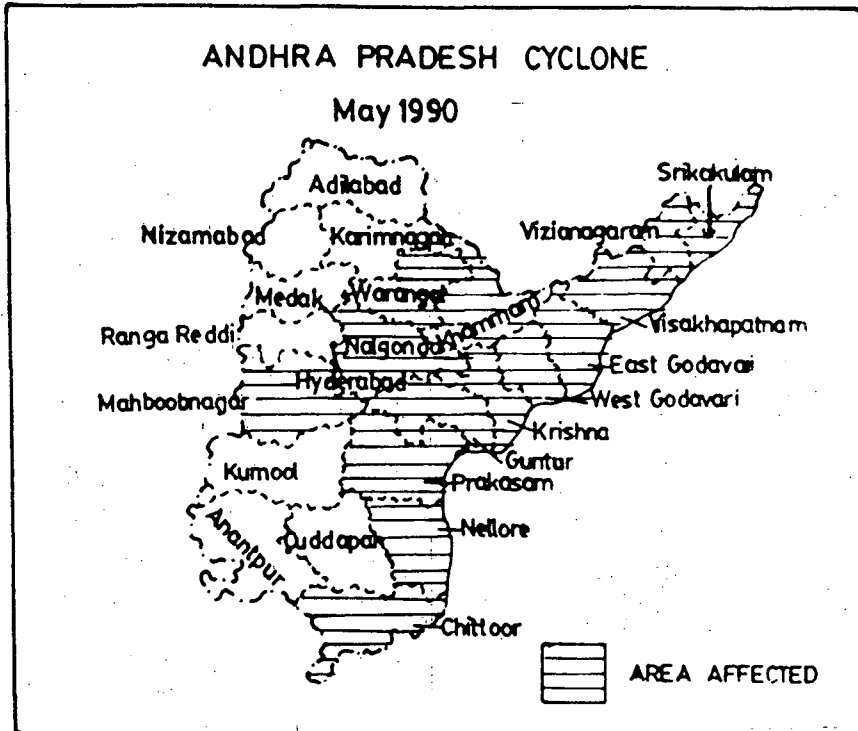 ANDHRA PRADESH CYCLONE
May 1990
Adilabad
Srikakulam
Nizamabad
Karimnagar
Vizianagaram
Medak
Warangal
Khammam
Visakhapatnam
Ranga Reddi
Nalgonda
East Godavari
Hyderabad
Mahboobnagar
West Godavari
Krishna
Guntur
Kurnool
Prakasam
Anantpur
Cuddapah
Nellore
Chittoor
AREA AFFECTED